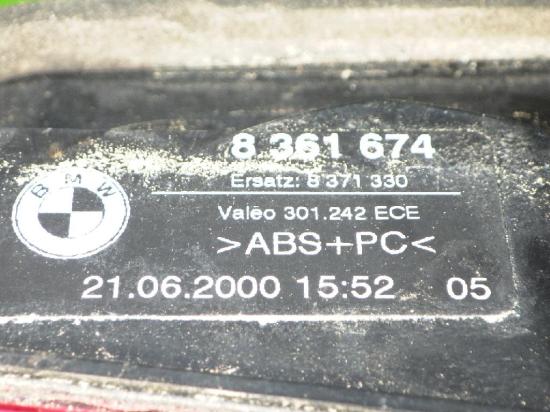 8 361 674
BMW
Ersatz: 8 371 330
Valeo 301.242 ECE
>ABS+PC<
21.06.2000 15:52 05